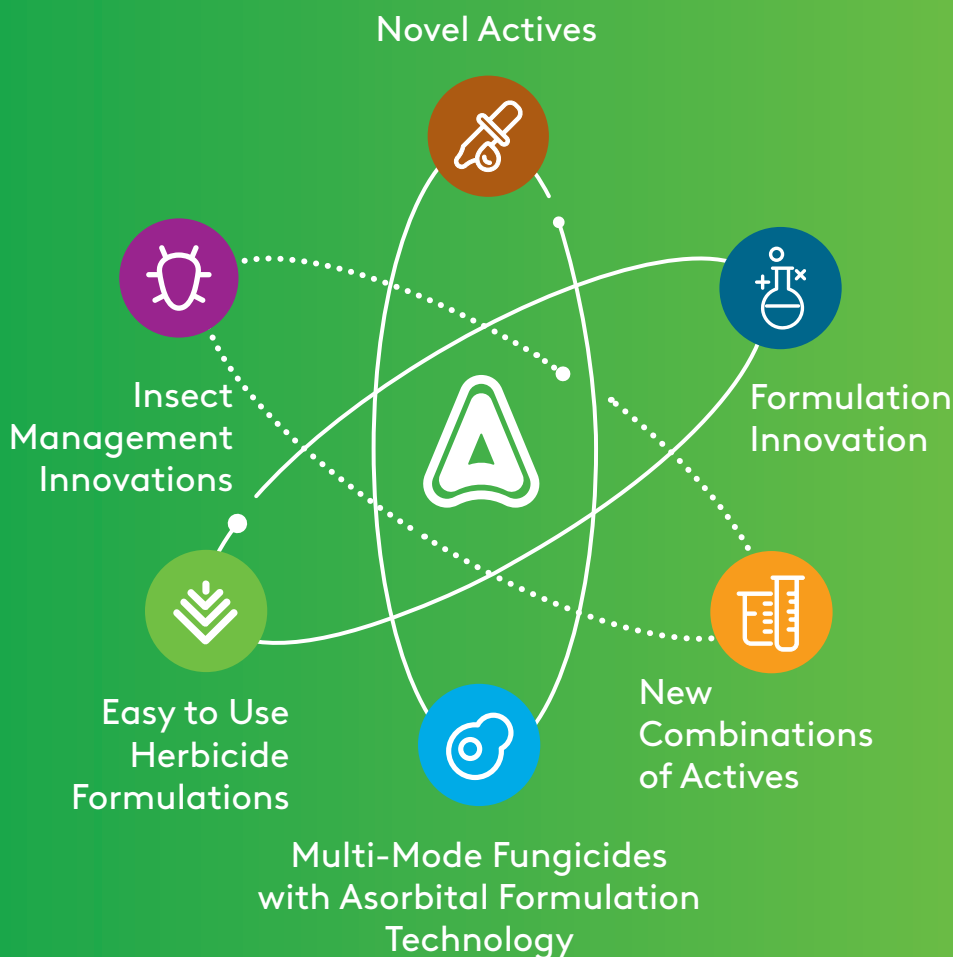 Novel Actives
Insect
Management
Innovations
Formulation
Innovation
Easy to Use
Herbicide
Formulations
New
Combinations
of Actives
Multi-Mode Fungicides
with Asorbital Formulation
Technology